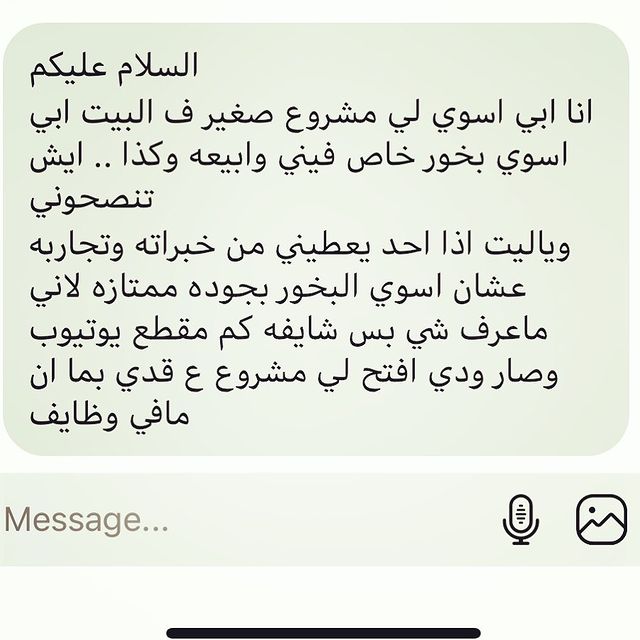 السلام عليكم
انا ابي اسوي لي مشروع صغير ف البيت ابي
اسوي بخور خاص فيني وابيعه وكذا .. ايش
تنصحوني
وياليت اذا احد يعطيني من خبراته وتجاربه
عشان اسوي البخور بجوده ممتازه لاني
ماعرف شي بس شايفه كم مقطع يوتيوب
وصار ودي افتح لي مشروع ع قدي بما ان
مافي وظايف
Message...